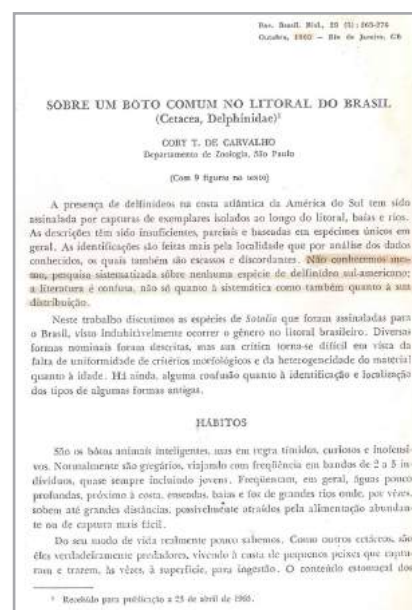 Rev. Brasil. Biol., 25 (3): 263-276
Outubro, 1965 — Rio de Janeiro, GB
SOBRE UM BOTO COMUM NO LITORAL DO BRASIL
(Cetacea, Delphinidae)¹
CORY T. DE CARVALHO
Departamento de Zoologia, São Paulo
(Com 9 figuras no texto)
A presença de delfinídeos na costa atlântica da América do Sul tem sido
assinalada por capturas de exemplares isolados ao longo do litoral, baías e rios.
As descrições têm sido insuficientes, parciais e baseadas em espécimes únicos em
geral. As identificações são feitas mais pela localidade que por análise dos dados
conhecidos, os quais também são escassos e discordantes. Não conhecemos mes-
mo, pesquisa sistematizada sôbre nenhuma espécie de delfinídeo sul-americano;
a literatura é confusa, não só quanto à sistemática como também quanto à sua
distribuição.
Neste trabalho discutimos as espécies de Sotalia que foram assinaladas para
o Brasil, visto indubitàvelmente ocorrer o gênero no litoral brasileiro. Diversas
formas nominais foram descritas, mas sua crítica torna-se difícil em vista da
falta de uniformidade de critérios morfológicos e da heterogeneidade do material
quanto à idade. Há ainda, alguma confusão quanto à identificação e localização
dos tipos de algumas formas antigas.
HÁBITOS
São os bôtos animais inteligentes, mas em regra tímidos, curiosos e inofensi-
vos. Normalmente são gregários, viajando com freqüência em bandos de 2 a 5 in-
divíduos, quase sempre incluindo jovens. Freqüentam, em geral, águas pouco
profundas, próximo à costa, enseadas, baías e foz de grandes rios onde, por vêzes,
sobem até grandes distâncias, possìvelmente atraídos pela alimentação abundan-
te ou de captura mais fácil.
Do seu modo de vida realmente pouco sabemos. Como outros cetáceos, são
êles verdadeiramente predadores, vivendo à custa de pequenos peixes que captu-
ram e trazem, às vêzes, à superfície, para ingestão. O conteúdo estomacal dos
¹ Recebido para publicação a 23 de abril de 1965.